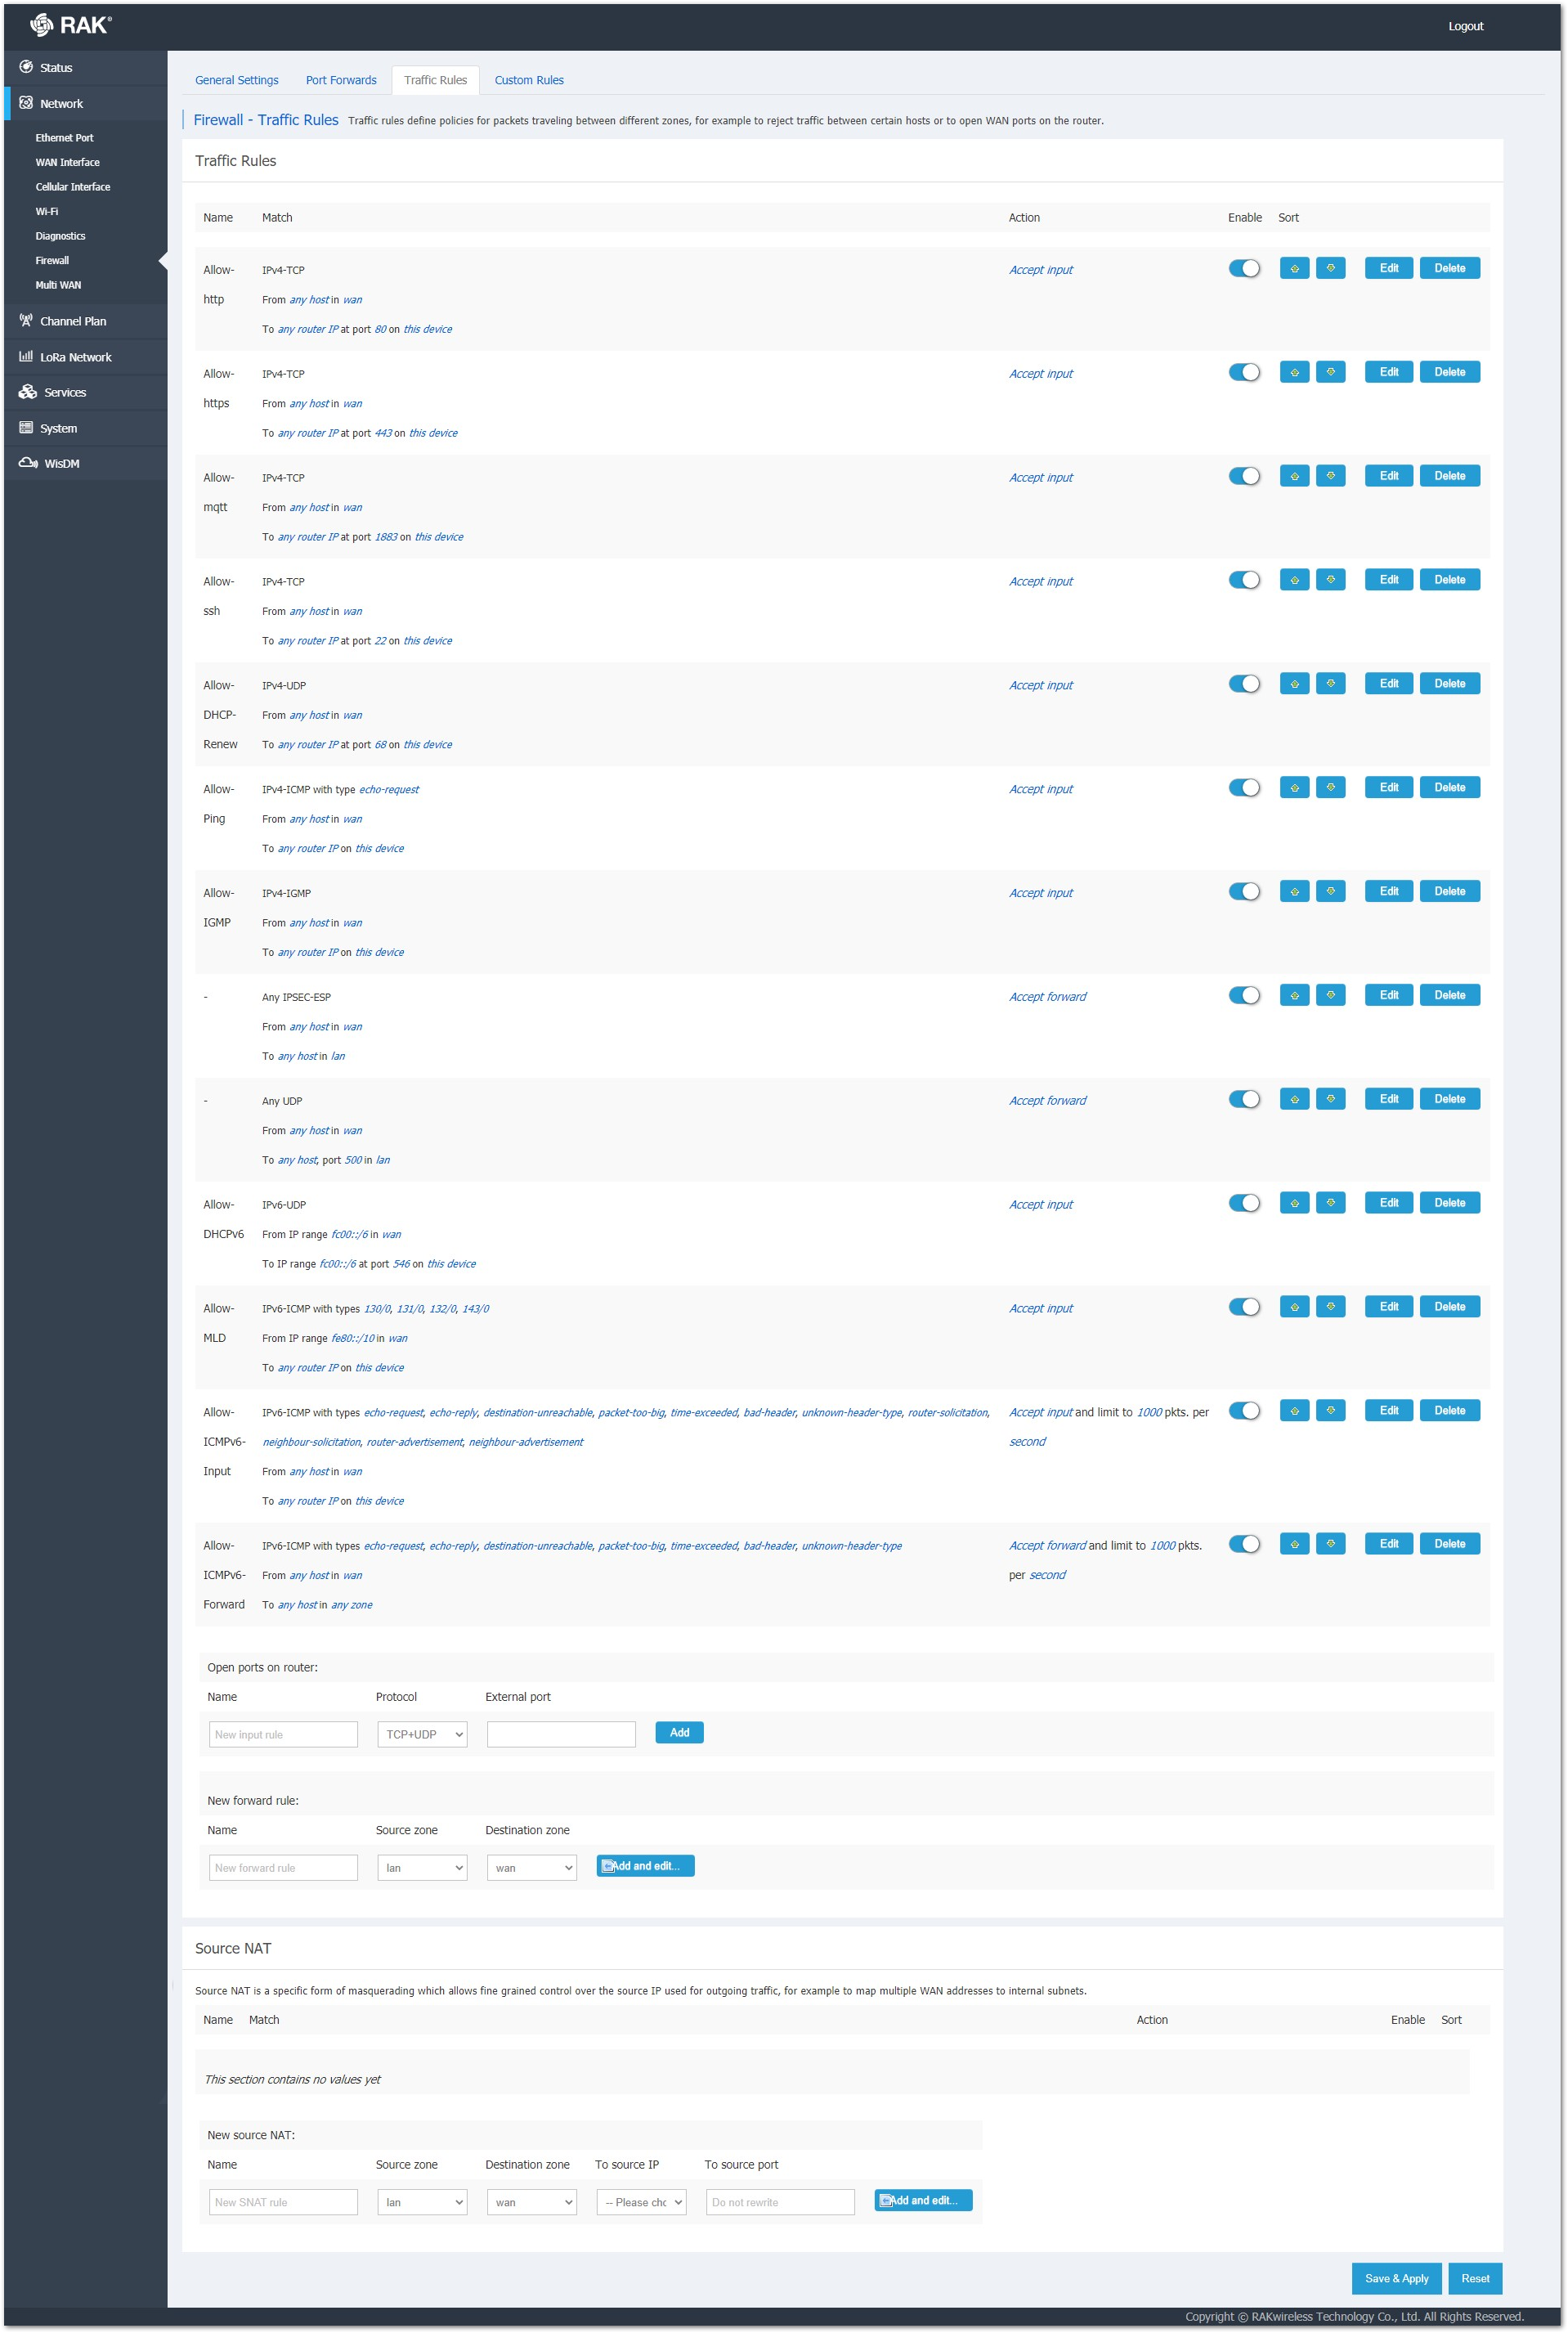 RAK®
Logout
Status
Network
Ethernet Port
WAN Interface
Cellular Interface
Wi-Fi
Diagnostics
Firewall
Multi WAN
Channel Plan
LoRa Network
Services
System
WisDM
General Settings Port Forwards Traffic Rules Custom Rules
Firewall - Traffic Rules Traffic rules define policies for packets traveling between different zones, for example to reject traffic between certain hosts or to open WAN ports on the router.
Traffic Rules
Name Match Action Enable Sort
Allow- IPv4-TCP Accept input Edit Delete
http From any host in wan
To any router IP at port 80 on this device
Allow- IPv4-TCP Accept input Edit Delete
https From any host in wan
To any router IP at port 443 on this device
Allow- IPv4-TCP Accept input Edit Delete
mqtt From any host in wan
To any router IP at port 1883 on this device
Allow- IPv4-TCP Accept input Edit Delete
ssh From any host in wan
To any router IP at port 22 on this device
Allow- IPv4-UDP Accept input Edit Delete
DHCP- From any host in wan
Renew To any router IP at port 68 on this device
Allow- IPv4-ICMP with type echo-request Accept input Edit Delete
Ping From any host in wan
To any router IP on this device
Allow- IPv4-IGMP Accept input Edit Delete
IGMP From any host in wan
To any router IP on this device
- Any IPSEC-ESP Accept forward Edit Delete
From any host in wan
To any host in lan
- Any UDP Accept forward Edit Delete
From any host in wan
To any host, port 500 in lan
Allow- IPv6-UDP Accept input Edit Delete
DHCPv6 From IP range fc00::/6 in wan
To IP range fc00::/6 at port 546 on this device
Allow- IPv6-ICMP with types 130/0, 131/0, 132/0, 143/0 Accept input Edit Delete
MLD From IP range fe80::/10 in wan
To any router IP on this device
Allow- IPv6-ICMP with types echo-request, echo-reply, destination-unreachable, packet-too-big, time-exceeded, bad-header, unknown-header-type, router-solicitation, Accept input and limit to 1000 pkts. per Edit Delete
ICMPv6- neighbour-solicitation, router-advertisement, neighbour-advertisement second
Input From any host in wan
To any router IP on this device
Allow- IPv6-ICMP with types echo-request, echo-reply, destination-unreachable, packet-too-big, time-exceeded, bad-header, unknown-header-type Accept forward and limit to 1000 pkts. Edit Delete
ICMPv6- From any host in wan per second
Forward To any host in any zone
Open ports on router:
Name Protocol External port
New input rule TCP+UDP Add
New forward rule:
Name Source zone Destination zone
New forward rule lan wan Add and edit...
Source NAT
Source NAT is a specific form of masquerading which allows fine grained control over the source IP used for outgoing traffic, for example to map multiple WAN addresses to internal subnets.
Name Match Action Enable Sort
This section contains no values yet
New source NAT:
Name Source zone Destination zone To source IP To source port
New SNAT rule lan wan -- Please chc Do not rewrite Add and edit...
Save & Apply Reset
Copyright © RAKwireless Technology Co., Ltd. All Rights Reserved.